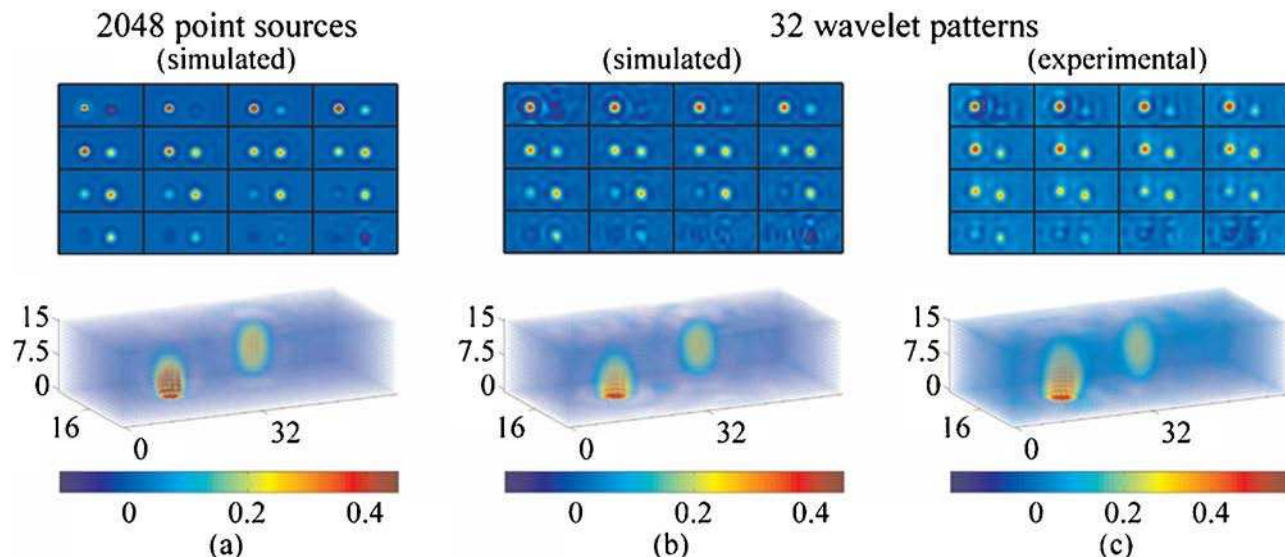 2048 point sources
(simulated)
32 wavelet patterns
(simulated)
(experimental)
15
7.5
0
16
0
32
15
7.5
0
16
0
32
15
7.5
0
16
0
32
0 0.2 0.4
(a)
0 0.2 0.4
(b)
0 0.2 0.4
(c)